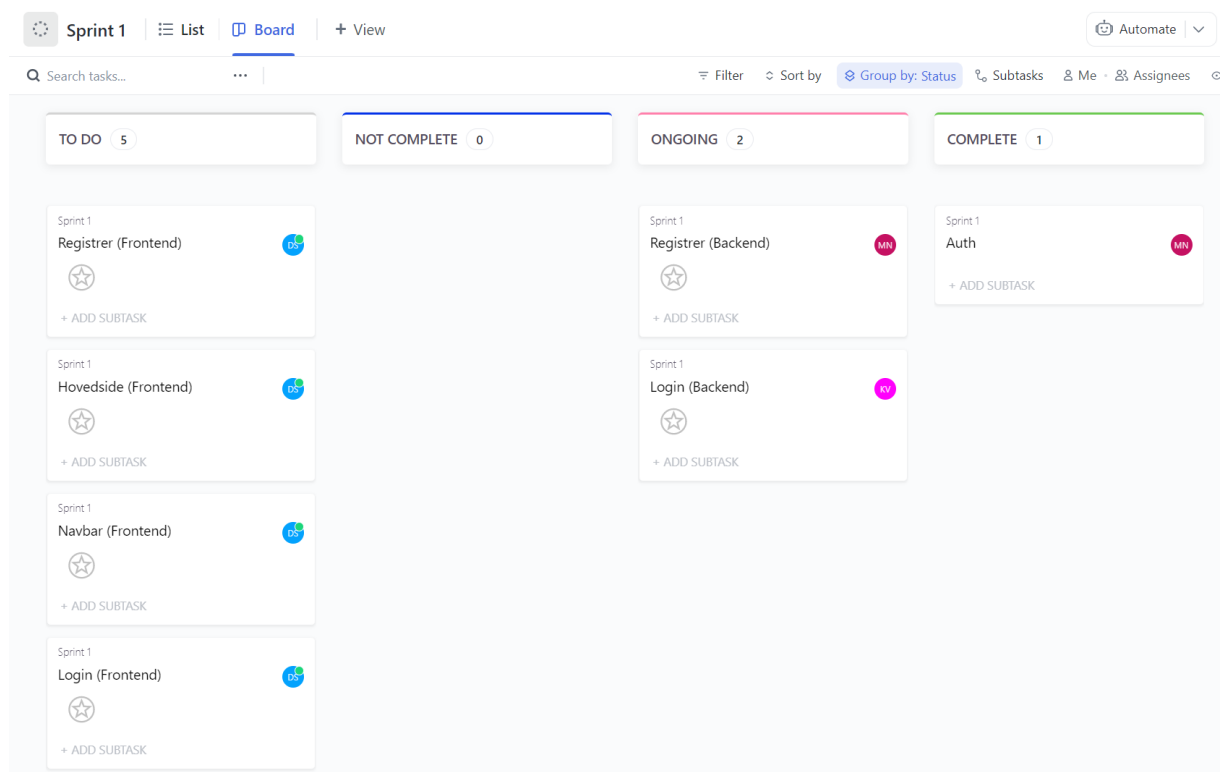 Sprint 1 List Board + View Automate
Search tasks... ... Filter Sort by Group by: Status Subtasks Me Assignees
TO DO 5
NOT COMPLETE 0
ONGOING 2
COMPLETE 1
Sprint 1
Registrer (Frontend) DS
+ ADD SUBTASK
Sprint 1
Hovedside (Frontend) DS
+ ADD SUBTASK
Sprint 1
Navbar (Frontend) DS
+ ADD SUBTASK
Sprint 1
Login (Frontend) DS
+ ADD SUBTASK
Sprint 1
Registrer (Backend) MN
+ ADD SUBTASK
Sprint 1
Login (Backend) KV
+ ADD SUBTASK
Sprint 1
Auth MN
+ ADD SUBTASK